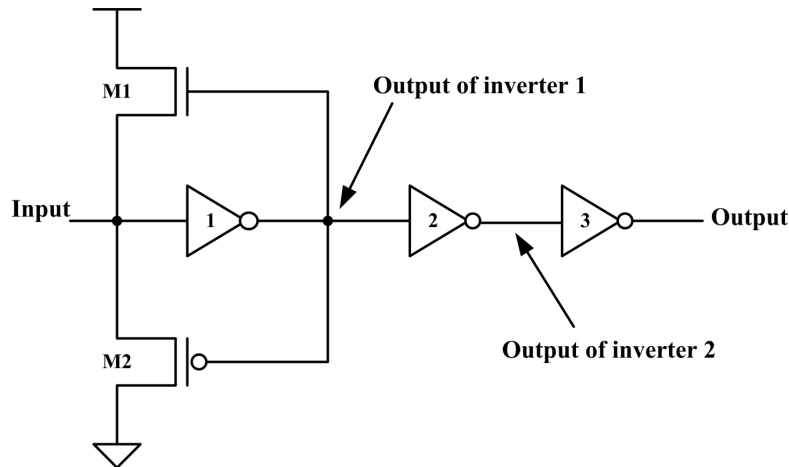 M1
Output of inverter 1
Input
1
2
3
Output
M2
Output of inverter 2